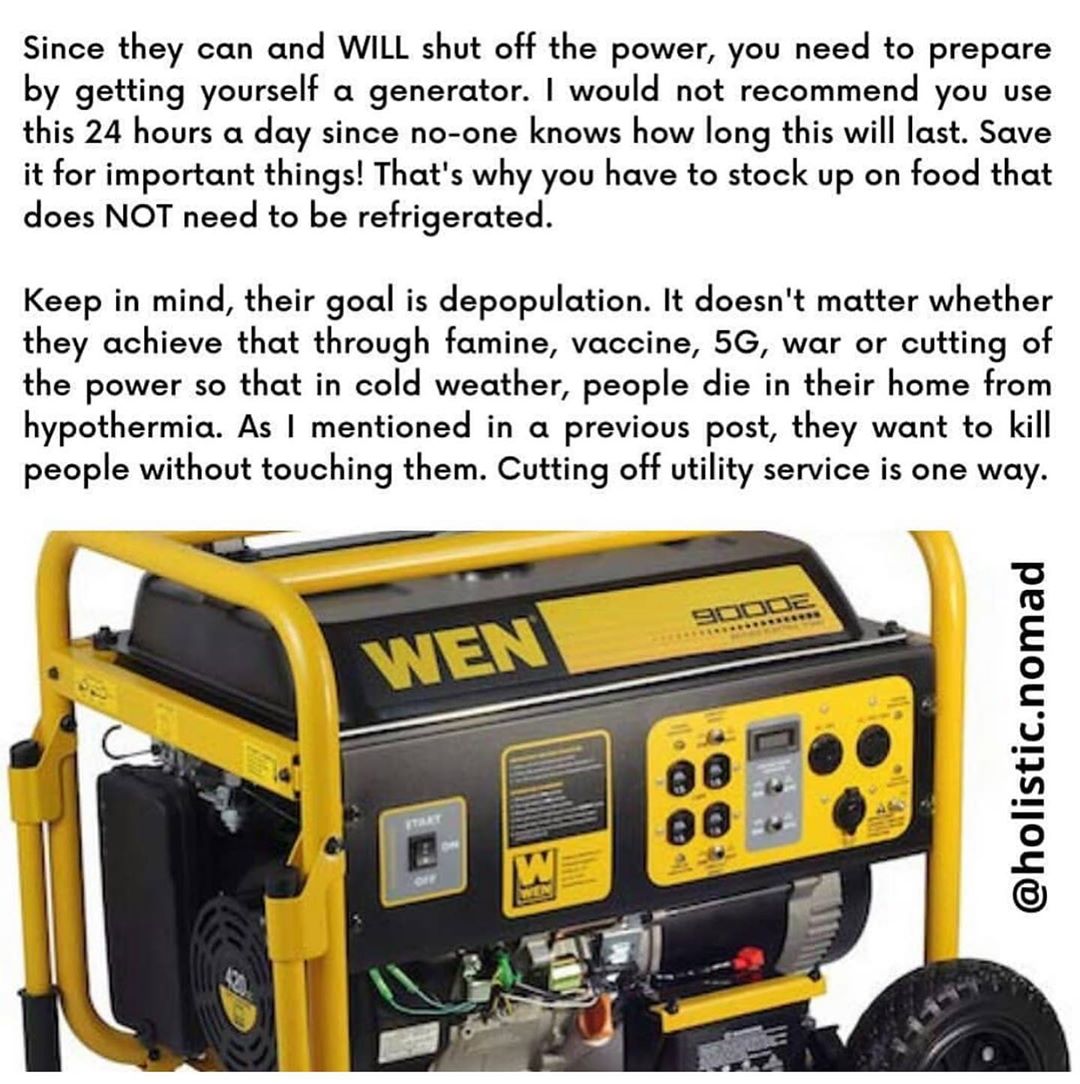 Since they can and WILL shut off the power, you need to prepare
by getting yourself a generator. I would not recommend you use
this 24 hours a day since no-one knows how long this will last. Save
it for important things! That's why you have to stock up on food that
does NOT need to be refrigerated.
Keep in mind, their goal is depopulation. It doesn't matter whether
they achieve that through famine, vaccine, 5G, war or cutting of
the power so that in cold weather, people die in their home from
hypothermia. As I mentioned in a previous post, they want to kill
people without touching them. Cutting off utility service is one way.
@holistic.nomad
WEN
9000E
START
ON
OFF
W
WEN
420